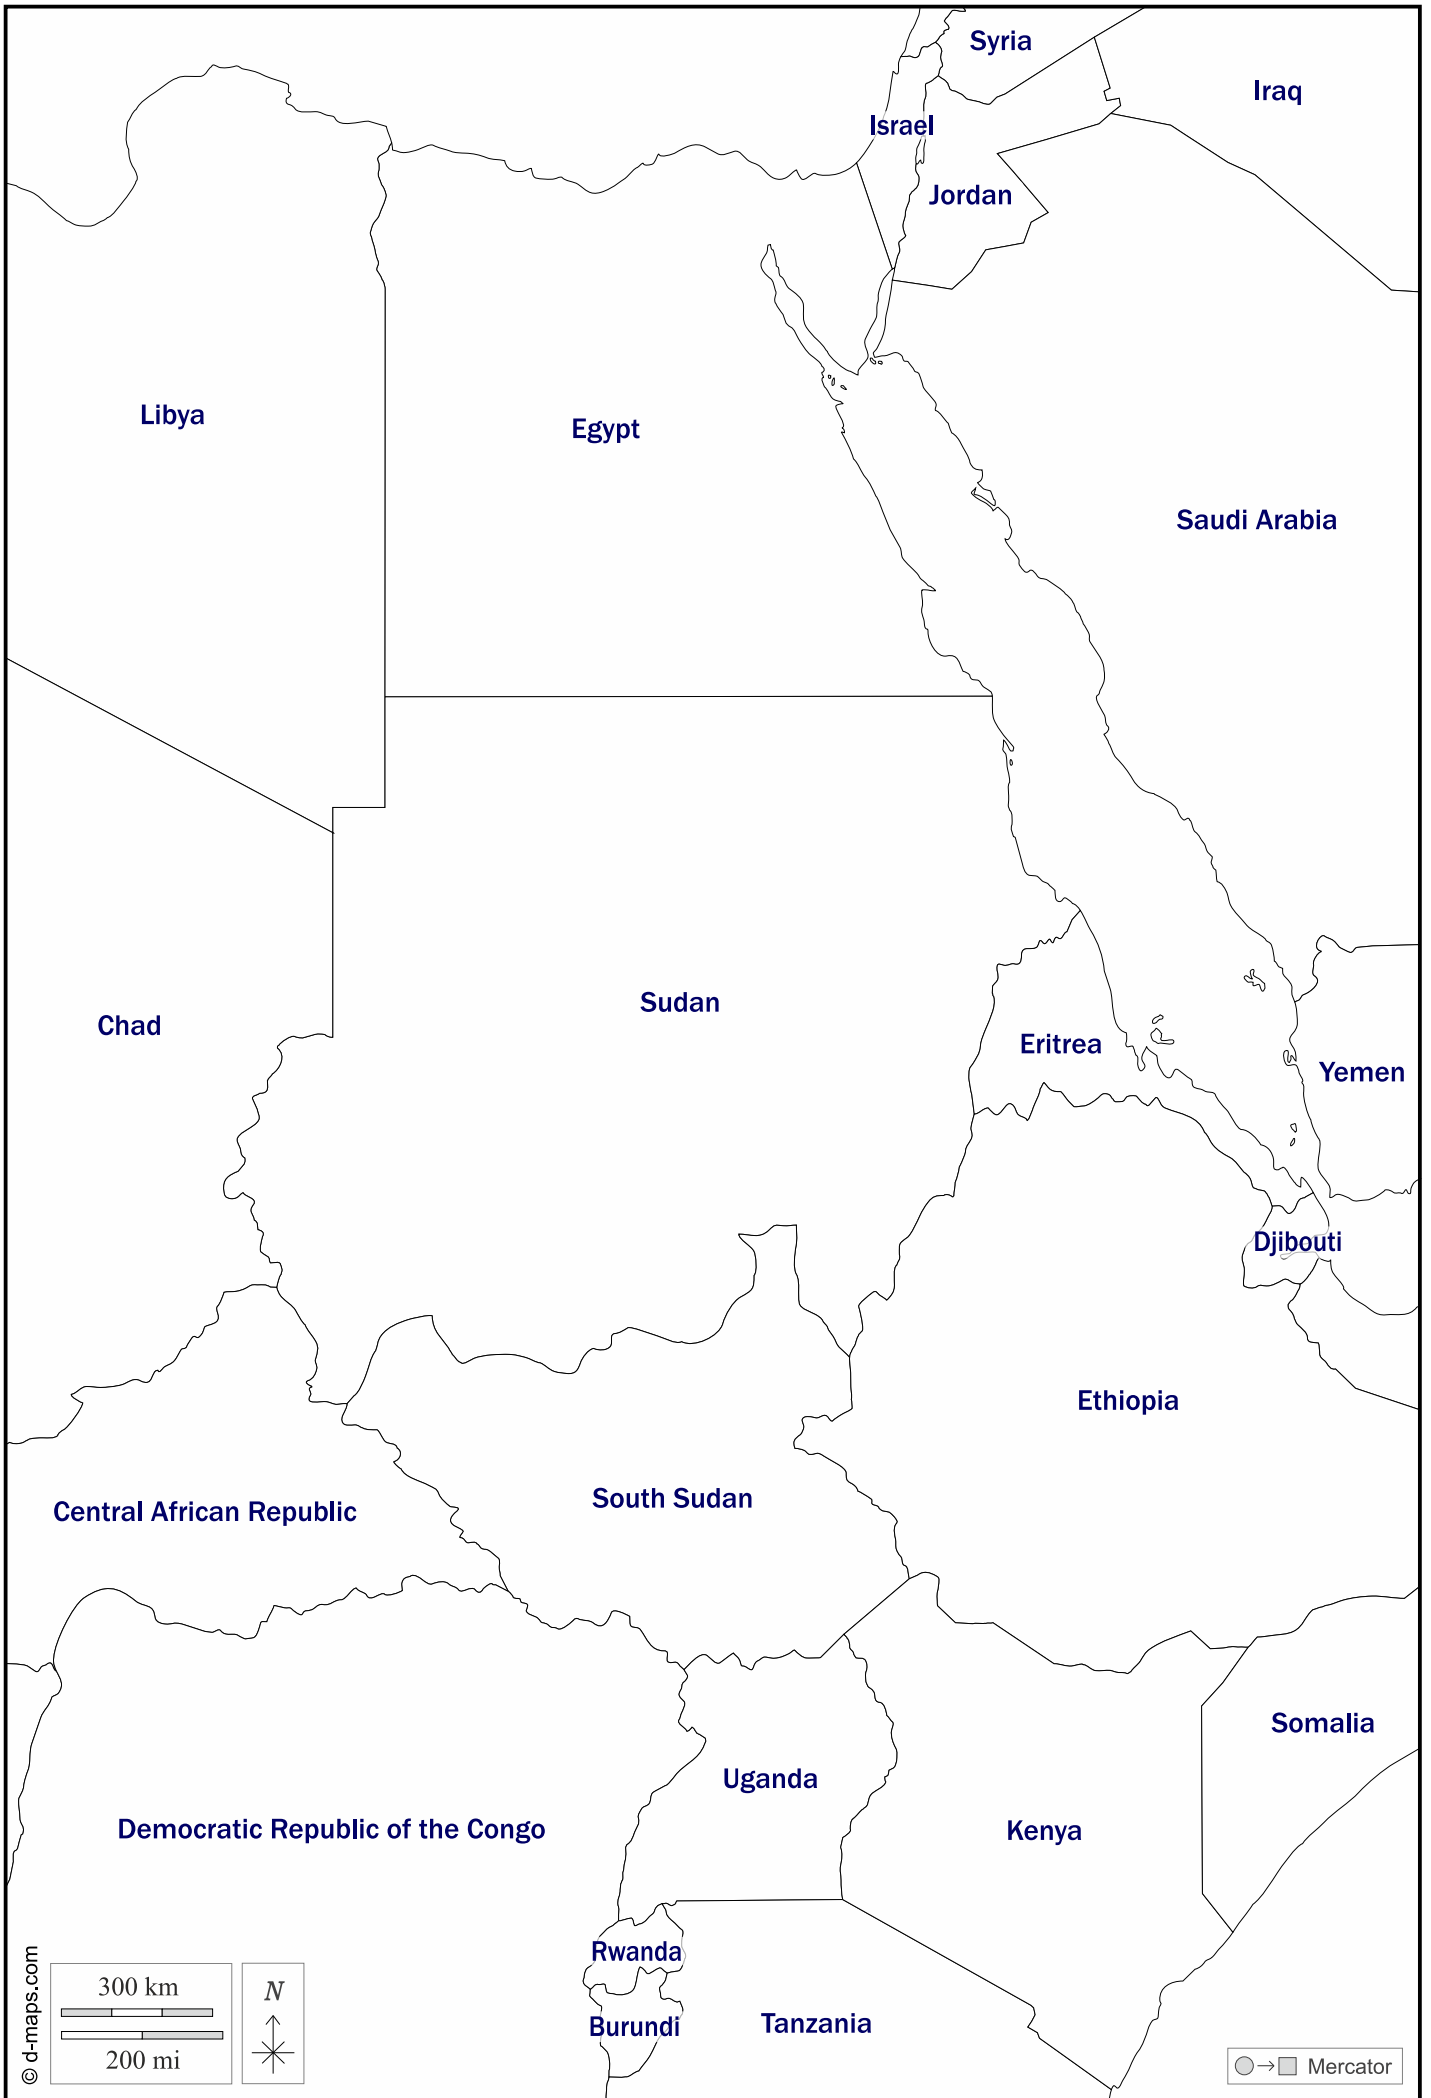 Syria
Iraq
Israel
Jordan
Libya
Egypt
Saudi Arabia
Sudan
Chad
Eritrea
Yemen
Djibouti
Ethiopia
South Sudan
Central African Republic
Somalia
Uganda
Democratic Republic of the Congo
Kenya
Rwanda
Burundi
Tanzania
© d-maps.com
300 km
200 mi
N
Mercator